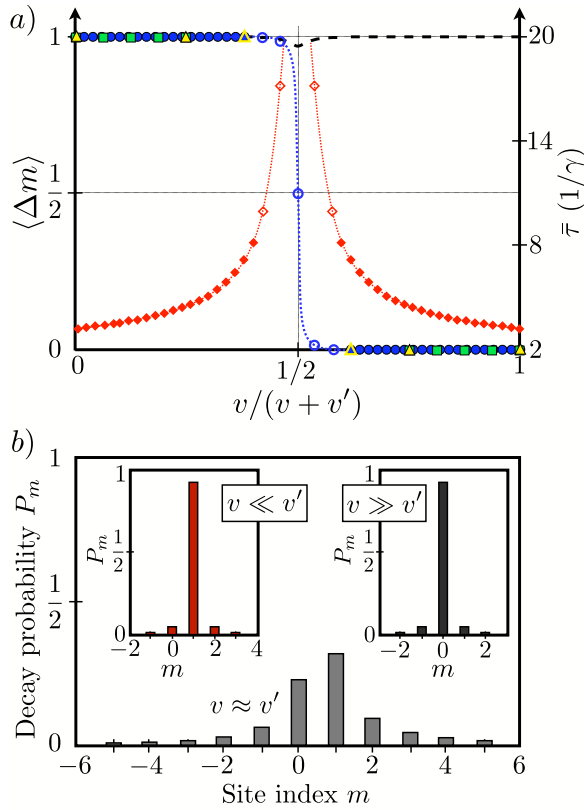 a)
1
1/2
0
⟨Δm⟩
20
14
8
2
τ̄ (1/γ)
0
1/2
1
v/(v + v′)
b)
1
1/2
0
Decay probability P_m
1
1/2
0
P_m
v ≪ v′
−2 0 2 4
m
1
1/2
0
P_m
v ≫ v′
−2 0 2
m
v ≈ v′
−6 −4 −2 0 2 4 6
Site index m